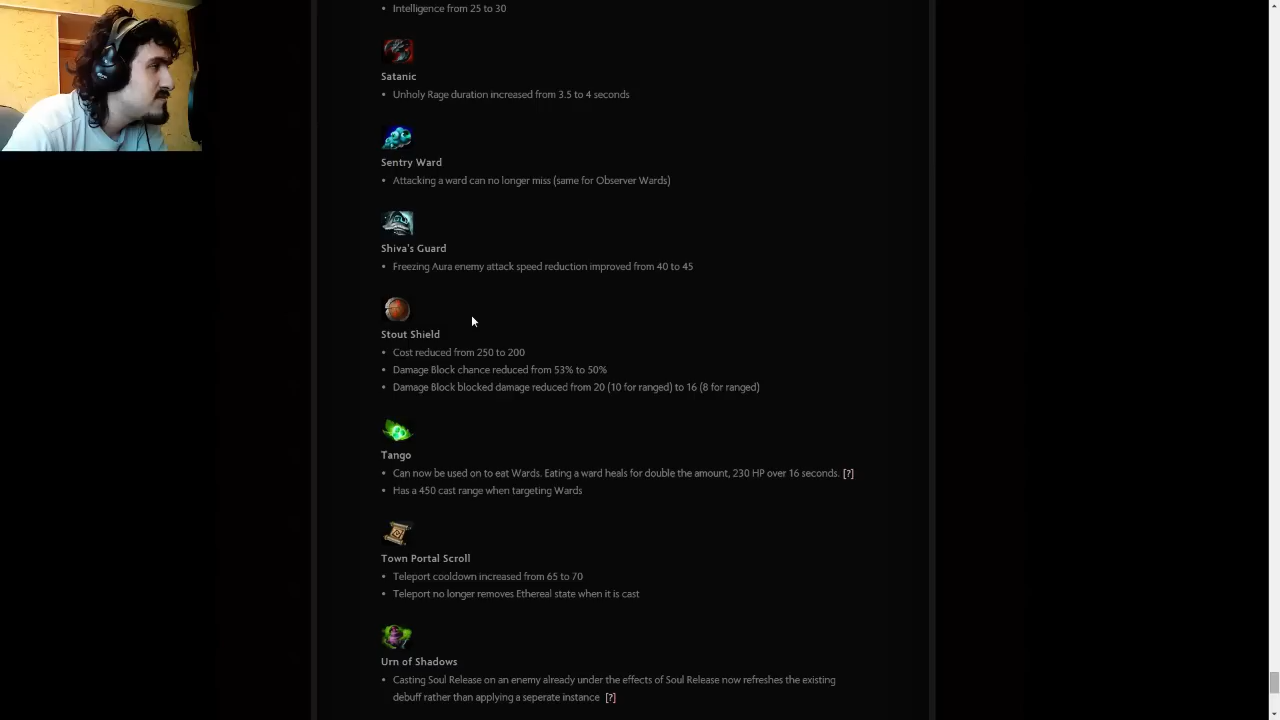 Intelligence from 25 to 30
Satanic
Unholy Rage duration increased from 3.5 to 4 seconds
Sentry Ward
Attacking a ward can no longer miss (same for Observer Wards)
Shiva's Guard
Freezing Aura enemy attack speed reduction improved from 40 to 45
Stout Shield
Cost reduced from 250 to 200
Damage Block chance reduced from 53% to 50%
Damage Block blocked damage reduced from 20 (10 for ranged) to 16 (8 for ranged)
Tango
Can now be used on to eat Wards. Eating a ward heals for double the amount, 230 HP over 16 seconds. [?]
Has a 450 cast range when targeting Wards
Town Portal Scroll
Teleport cooldown increased from 65 to 70
Teleport no longer removes Ethereal state when it is cast
Urn of Shadows
Casting Soul Release on an enemy already under the effects of Soul Release now refreshes the existing
debuff rather than applying a seperate instance [?]